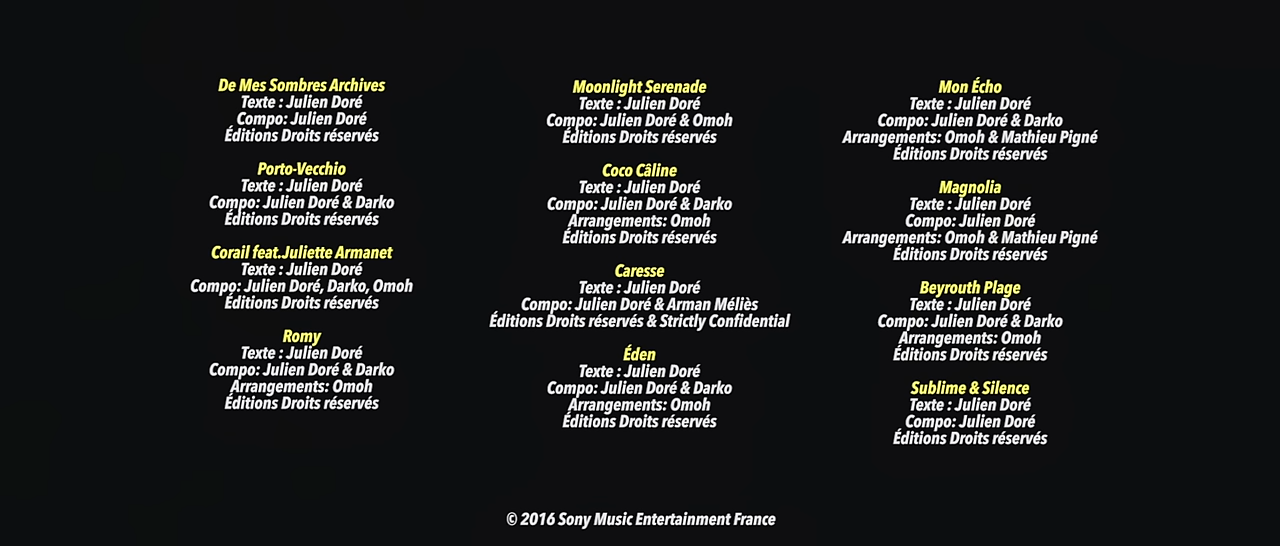 De Mes Sombres Archives
Texte : Julien Doré
Compo: Julien Doré
Éditions Droits réservés
Porto-Vecchio
Texte : Julien Doré
Compo: Julien Doré & Darko
Éditions Droits réservés
Corail feat.Juliette Armanet
Texte : Julien Doré
Compo: Julien Doré, Darko, Omoh
Éditions Droits réservés
Romy
Texte : Julien Doré
Compo: Julien Doré & Darko
Arrangements: Omoh
Éditions Droits réservés
Moonlight Serenade
Texte : Julien Doré
Compo: Julien Doré & Omoh
Éditions Droits réservés
Coco Câline
Texte : Julien Doré
Compo: Julien Doré & Darko
Arrangements: Omoh
Éditions Droits réservés
Caresse
Texte : Julien Doré
Compo: Julien Doré & Arman Méliès
Éditions Droits réservés & Strictly Confidential
Éden
Texte : Julien Doré
Compo: Julien Doré & Darko
Arrangements: Omoh
Éditions Droits réservés
Mon Écho
Texte : Julien Doré
Compo: Julien Doré & Darko
Arrangements: Omoh & Mathieu Pigné
Éditions Droits réservés
Magnolia
Texte : Julien Doré
Compo: Julien Doré
Arrangements: Omoh & Mathieu Pigné
Éditions Droits réservés
Beyrouth Plage
Texte : Julien Doré
Compo: Julien Doré & Darko
Arrangements: Omoh
Éditions Droits réservés
Sublime & Silence
Texte : Julien Doré
Compo: Julien Doré
Éditions Droits réservés
© 2016 Sony Music Entertainment France